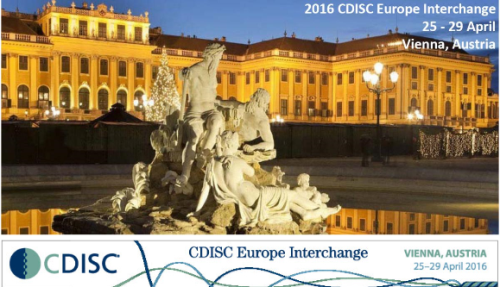 2016 CDISC Europe Interchange
25 - 29 April
Vienna, Austria
CDISC®
CDISC Europe Interchange
VIENNA, AUSTRIA
25–29 April 2016